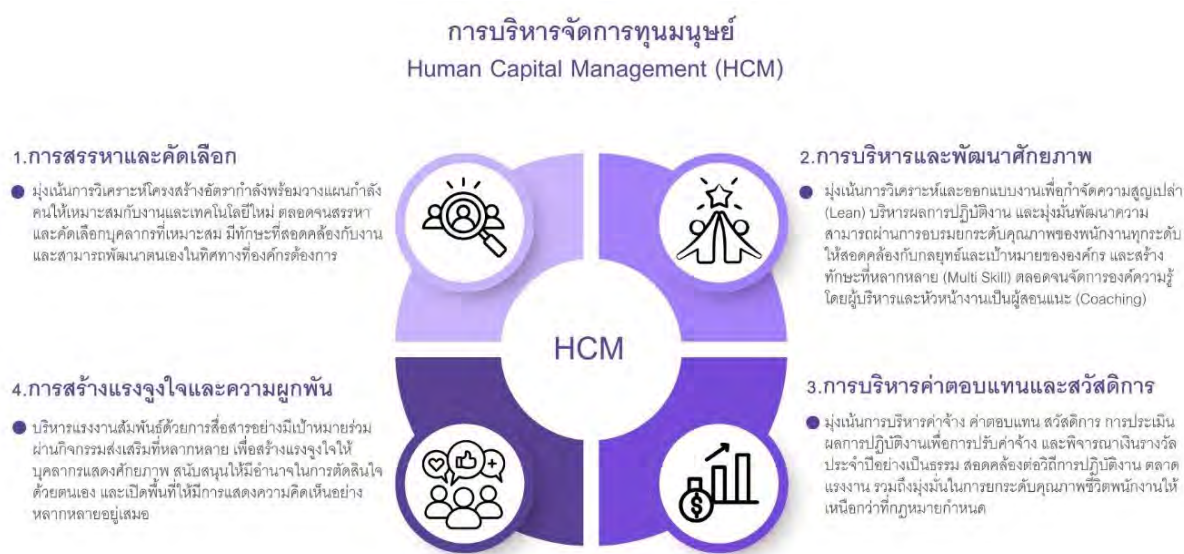 การบริหารจัดการทุนมนุษย์
Human Capital Management (HCM)
1.การสรรหาและคัดเลือก
มุ่งเน้นการวิเคราะห์โครงสร้างอัตรากำลังพร้อมวางแผนกำลัง
คนให้เหมาะสมกับงานและเทคโนโลยีใหม่ ตลอดจนสรรหา
และคัดเลือกบุคลากรที่เหมาะสม มีทักษะที่สอดคล้องกับงาน
และสามารถพัฒนาตนเองในทิศทางที่องค์กรต้องการ
2.การบริหารและพัฒนาศักยภาพ
มุ่งเน้นการวิเคราะห์และออกแบบงานเพื่อกำจัดความสูญเปล่า
(Lean) บริหารผลการปฏิบัติงาน และมุ่งมั่นพัฒนาความ
สามารถผ่านการอบรมยกระดับคุณภาพของพนักงานทุกระดับ
ให้สอดคล้องกับกลยุทธ์และเป้าหมายขององค์กร และสร้าง
ทักษะที่หลากหลาย (Multi Skill) ตลอดจนจัดการองค์ความรู้
โดยผู้บริหารและหัวหน้างานเป็นผู้สอนแนะ (Coaching)
HCM
4.การสร้างแรงจูงใจและความผูกพัน
บริหารแรงงานสัมพันธ์ด้วยการสื่อสารอย่างมีเป้าหมายร่วม
ผ่านกิจกรรมส่งเสริมที่หลากหลาย เพื่อสร้างแรงจูงใจให้
บุคลากรแสดงศักยภาพ สนับสนุนให้มีอำนาจในการตัดสินใจ
ด้วยตนเอง และเปิดพื้นที่ให้มีการแสดงความคิดเห็นอย่าง
หลากหลายอยู่เสมอ
3.การบริหารค่าตอบแทนและสวัสดิการ
มุ่งเน้นการบริหารค่าจ้าง ค่าตอบแทน สวัสดิการ การประเมิน
ผลการปฏิบัติงานเพื่อการปรับค่าจ้าง และพิจารณาเงินรางวัล
ประจำปีอย่างเป็นธรรม สอดคล้องต่อวิถีการปฏิบัติงาน ตลาด
แรงงาน รวมถึงมุ่งมั่นในการยกระดับคุณภาพชีวิตพนักงานให้
เหนือกว่าที่กฎหมายกำหนด